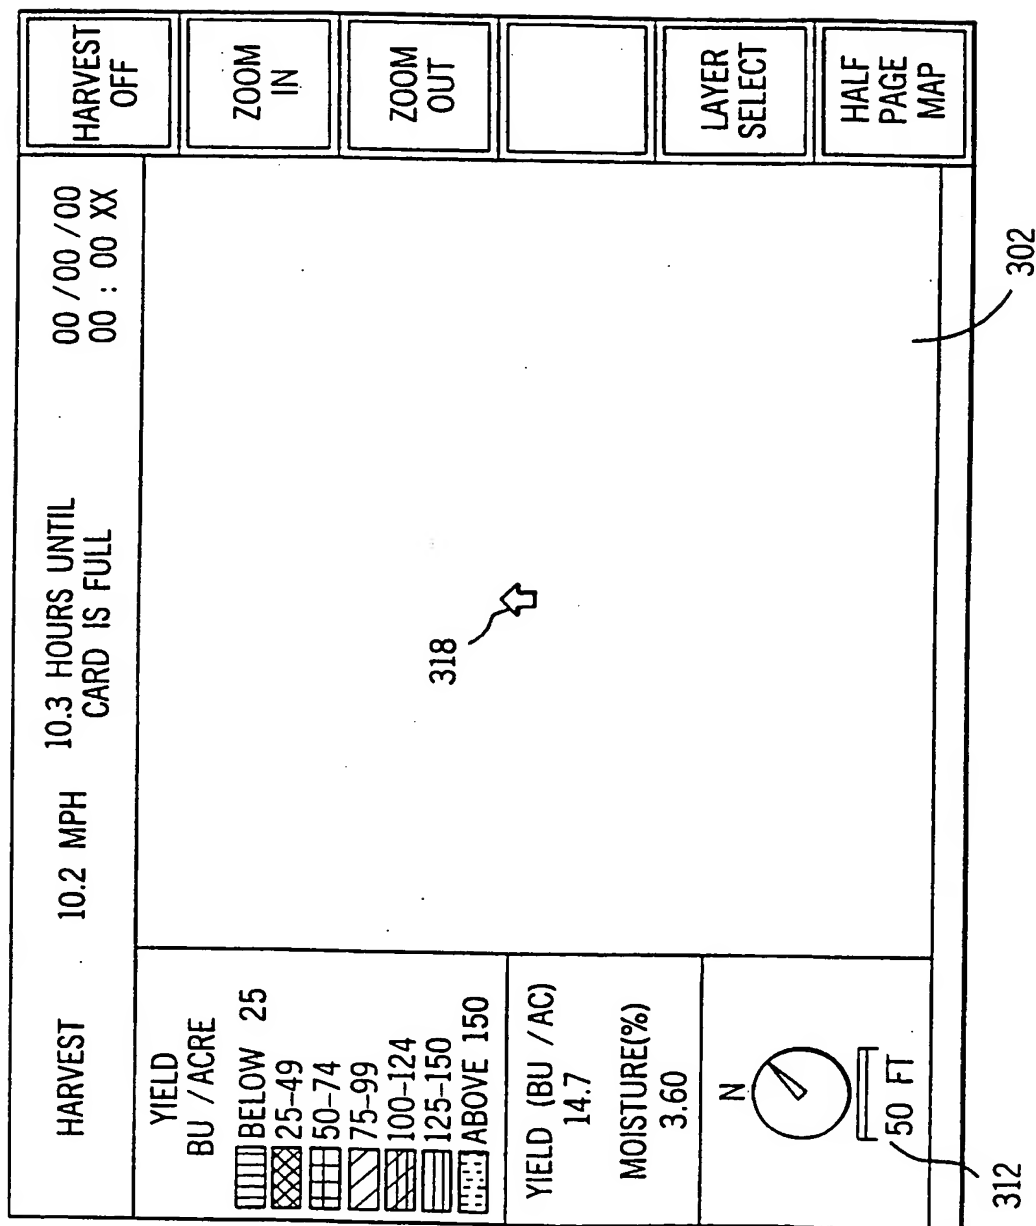 HARVEST
10.2 MPH
10.3 HOURS UNTIL
CARD IS FULL
00 /00 /00
00 : 00 XX
HARVEST
OFF
ZOOM
IN
ZOOM
OUT
LAYER
SELECT
HALF
PAGE
MAP
YIELD
BU /ACRE
BELOW 25
25-49
50-74
75-99
100-124
125-150
ABOVE 150
YIELD (BU /AC)
14.7
MOISTURE(%)
3.60
N
50 FT
312
318
302